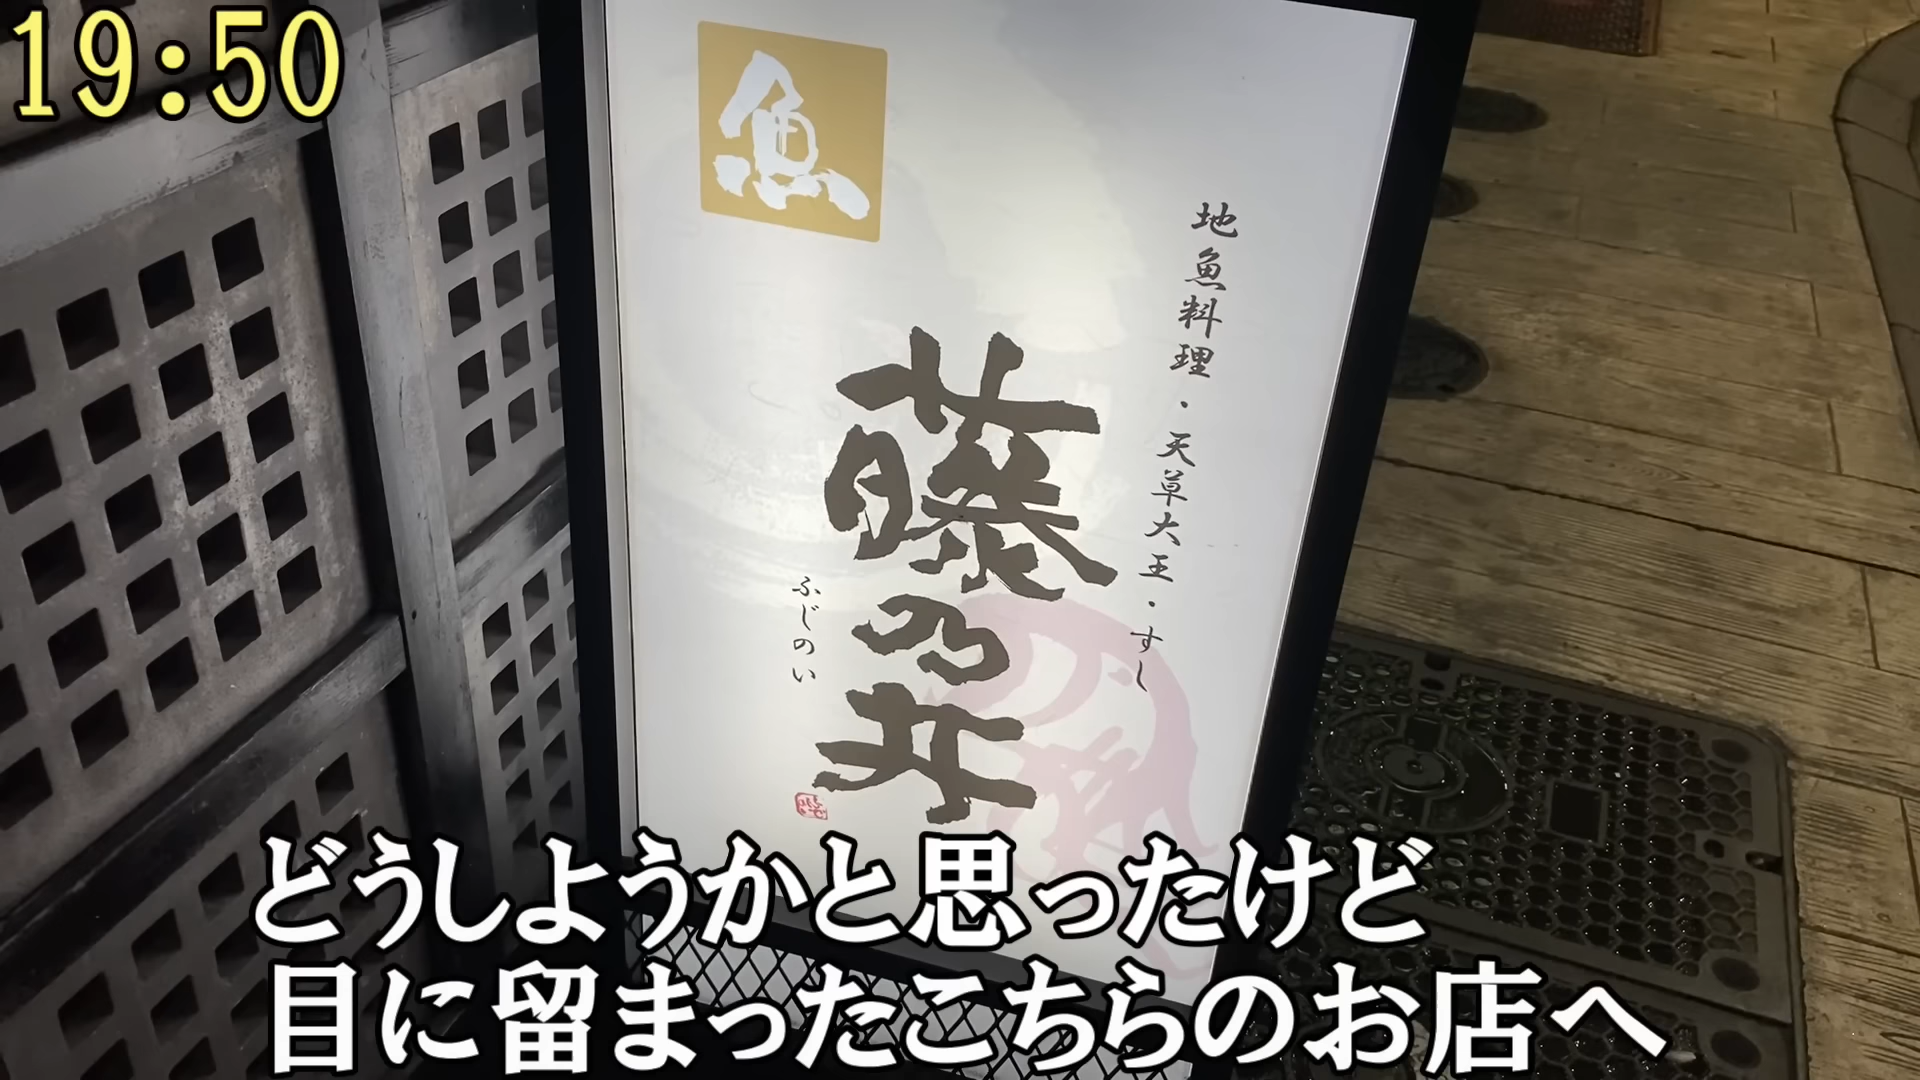 19:50
魚
地魚料理・天草大王・すし
藤乃井
ふじのい
どうしようかと思ったけど
目に留まったこちらのお店へ